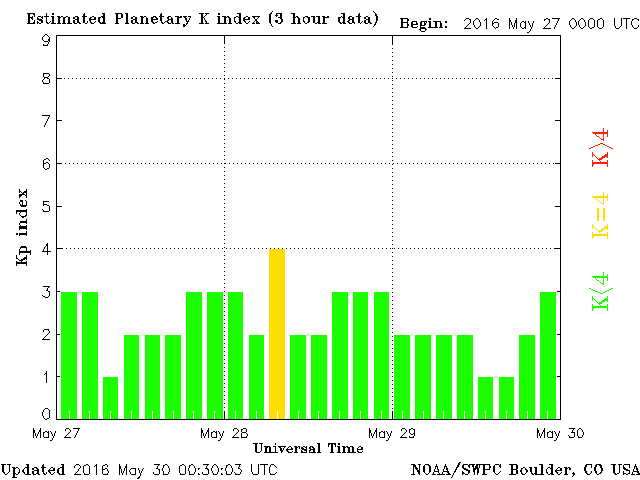 Estimated Planetary K index (3 hour data) Begin: 2016 May 27 0000 UTC
9
8
7
6
5
4
3
2
1
0
Kp index
K>4
K=4
K<4
May 27 May 28 May 29 May 30
Universal Time
Updated 2016 May 30 00:30:03 UTC NOAA/SWPC Boulder, CO USA